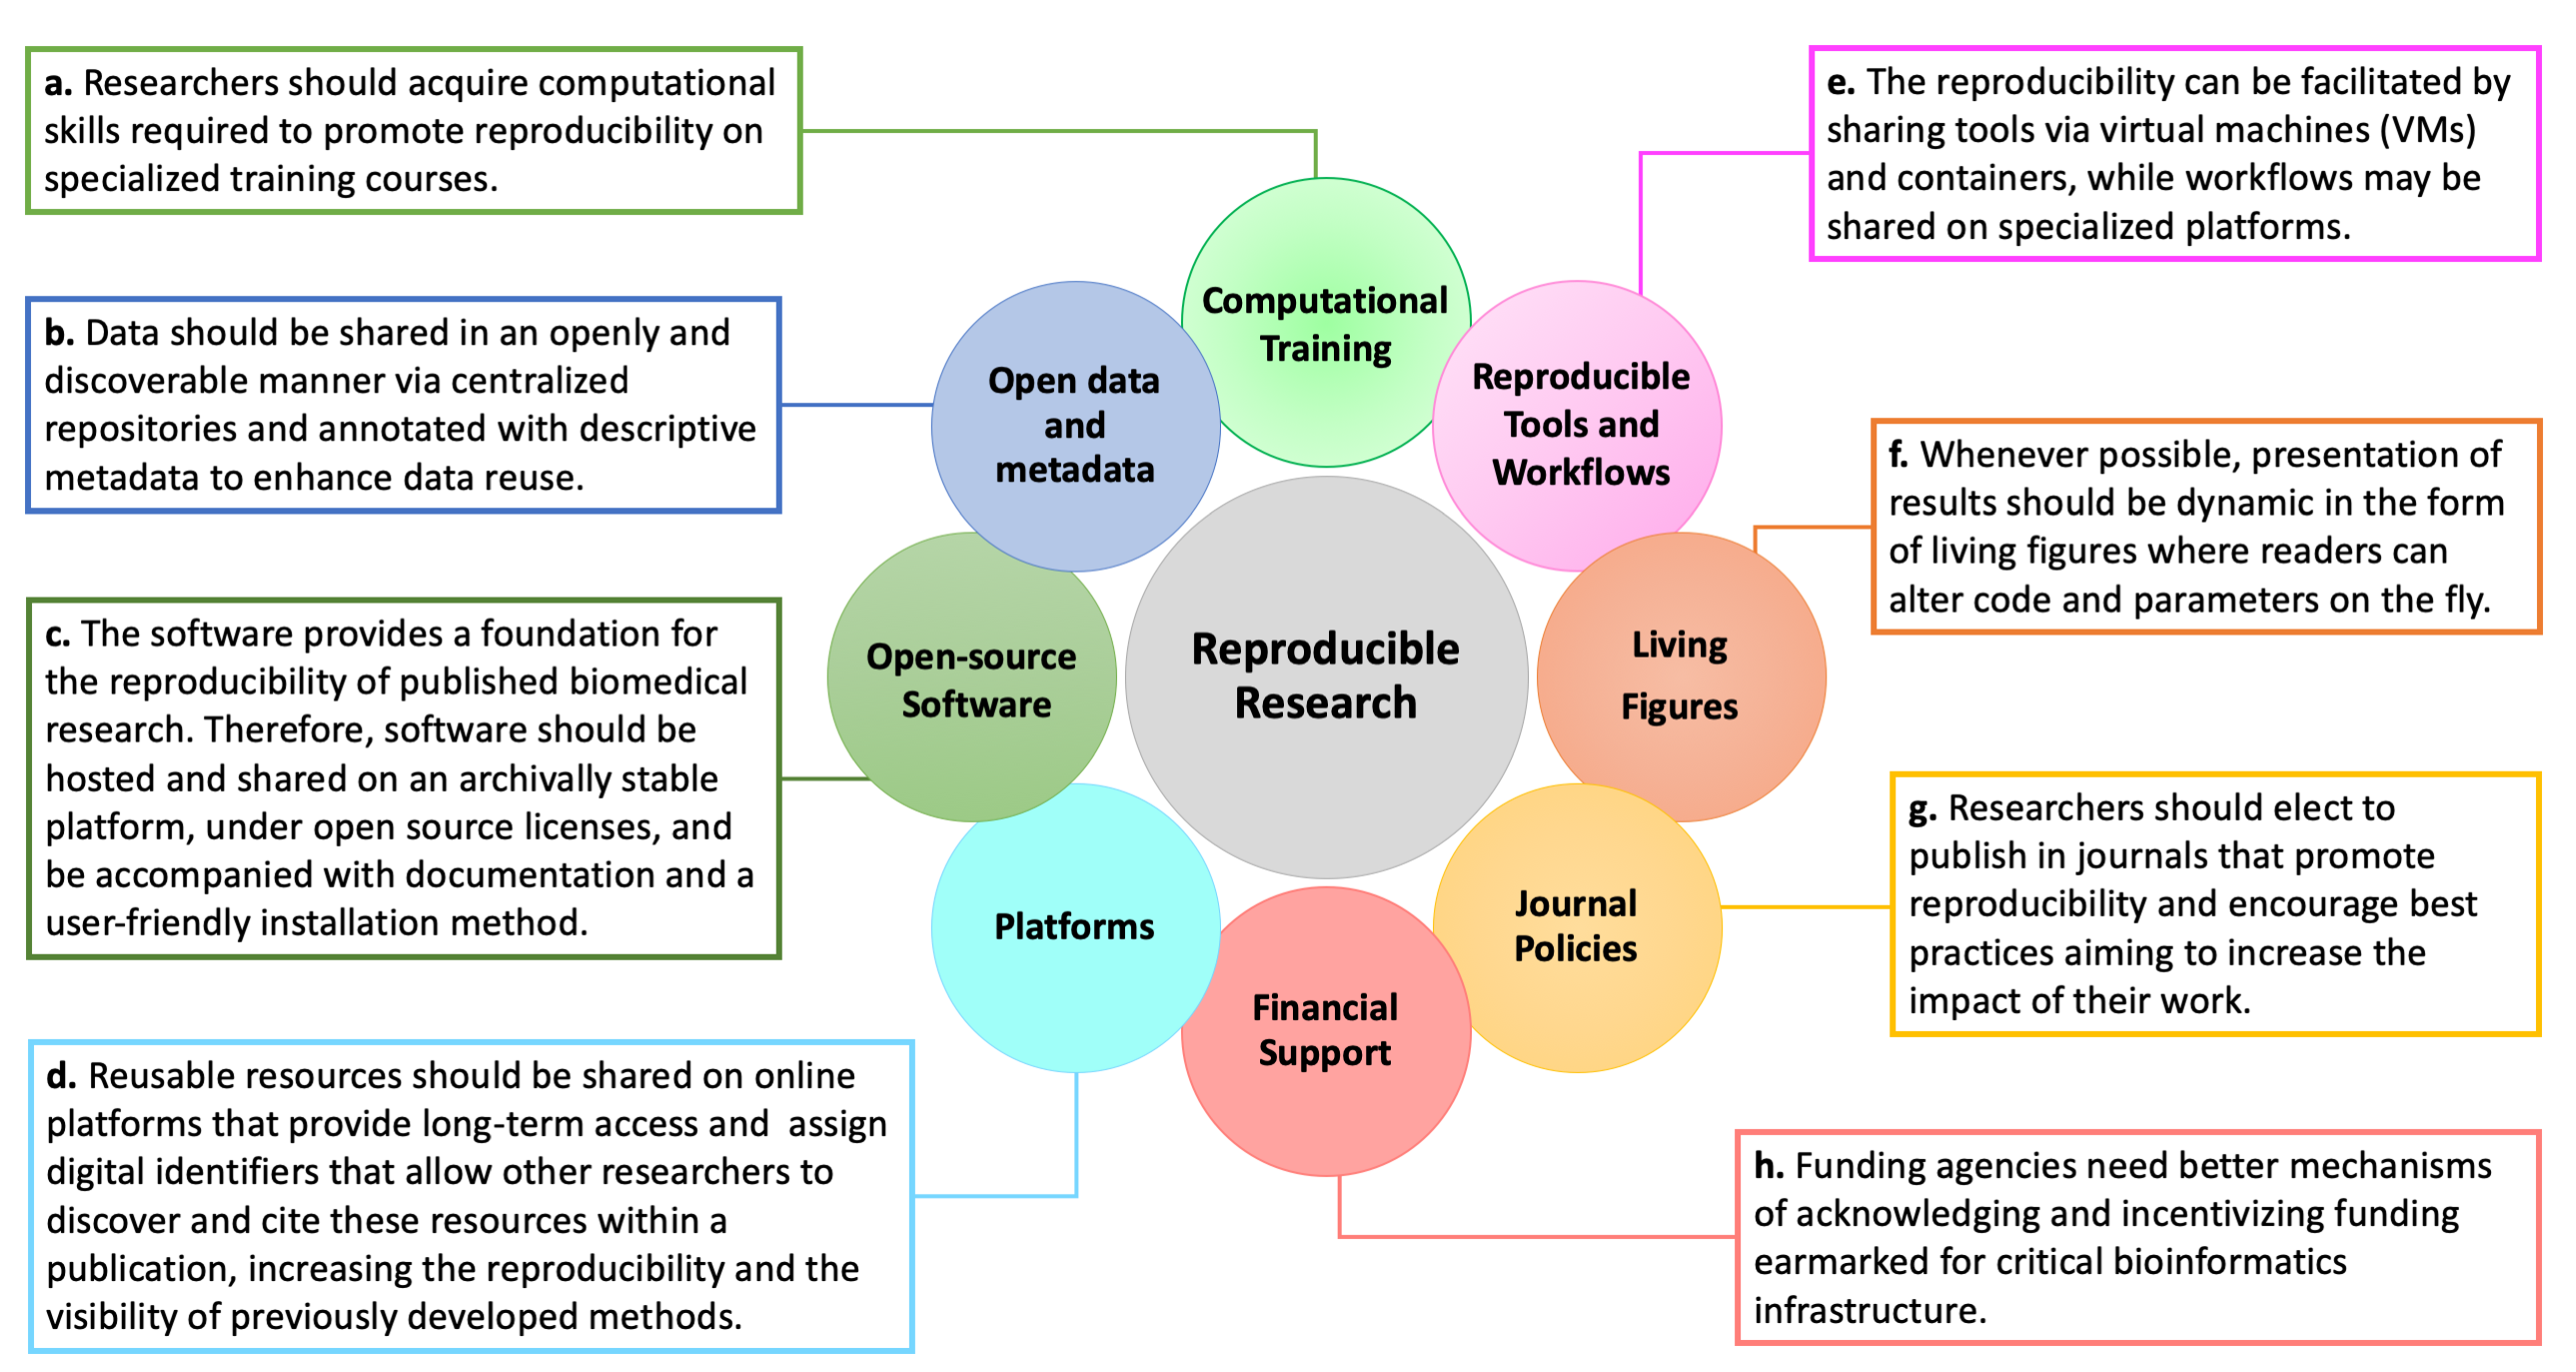 a. Researchers should acquire computational
skills required to promote reproducibility on
specialized training courses.
b. Data should be shared in an openly and
discoverable manner via centralized
repositories and annotated with descriptive
metadata to enhance data reuse.
c. The software provides a foundation for
the reproducibility of published biomedical
research. Therefore, software should be
hosted and shared on an archivally stable
platform, under open source licenses, and
be accompanied with documentation and a
user-friendly installation method.
d. Reusable resources should be shared on online
platforms that provide long-term access and  assign
digital identifiers that allow other researchers to
discover and cite these resources within a
publication, increasing the reproducibility and the
visibility of previously developed methods.
Computational
Training
Open data
and
metadata
Reproducible
Tools and
Workflows
Open-source
Software
Reproducible
Research
Living
Figures
Platforms
Journal
Policies
Financial
Support
e. The reproducibility can be facilitated by
sharing tools via virtual machines (VMs)
and containers, while workflows may be
shared on specialized platforms.
f. Whenever possible, presentation of
results should be dynamic in the form
of living figures where readers can
alter code and parameters on the fly.
g. Researchers should elect to
publish in journals that promote
reproducibility and encourage best
practices aiming to increase the
impact of their work.
h. Funding agencies need better mechanisms
of acknowledging and incentivizing funding
earmarked for critical bioinformatics
infrastructure.